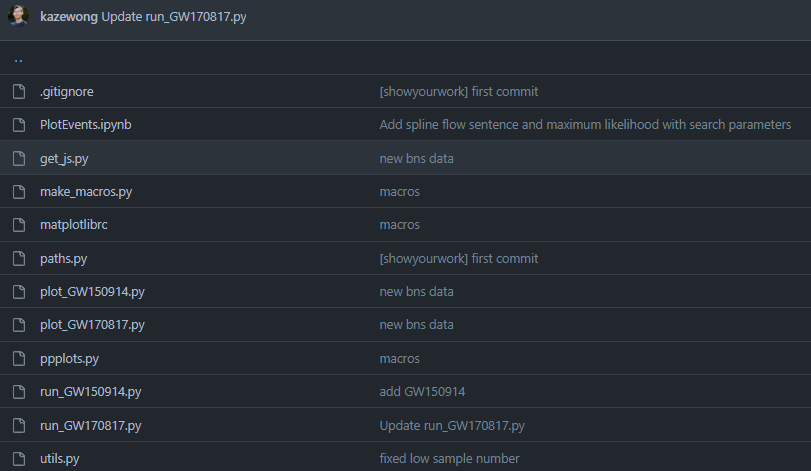 kazewong Update run_GW170817.py
..
.gitignore [showyourwork] first commit
PlotEvents.ipynb Add spline flow sentence and maximum likelihood with search parameters
get_js.py new bns data
make_macros.py macros
matplotlibrc macros
paths.py [showyourwork] first commit
plot_GW150914.py new bns data
plot_GW170817.py new bns data
ppplots.py macros
run_GW150914.py add GW150914
run_GW170817.py Update run_GW170817.py
utils.py fixed low sample number